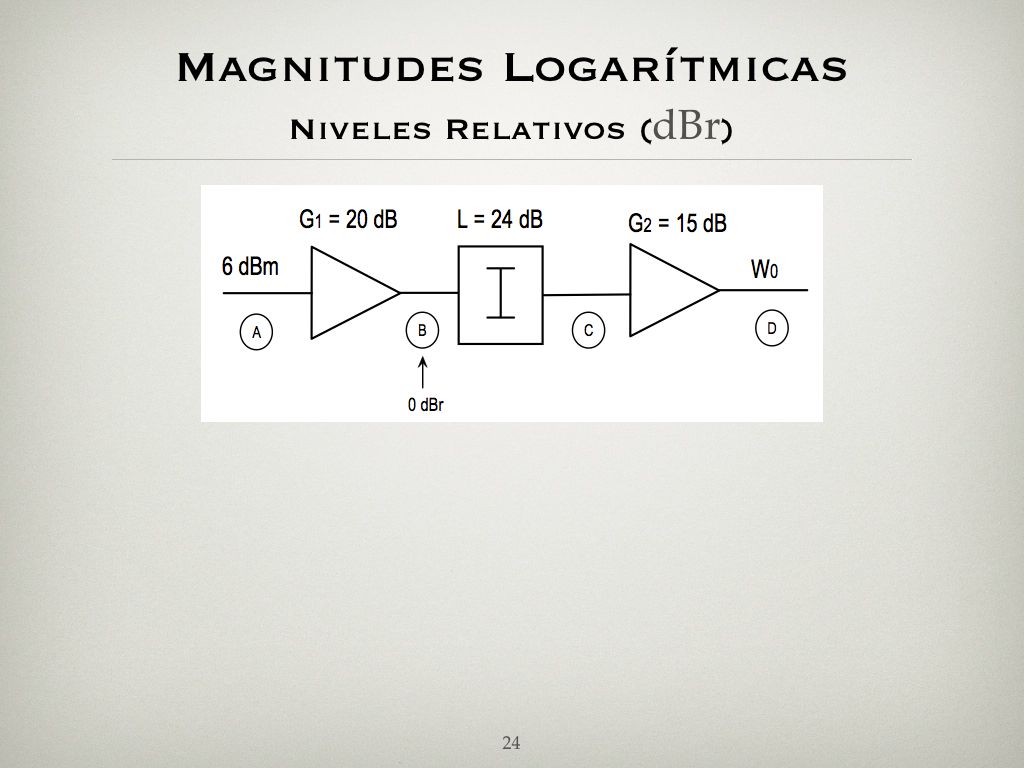 Magnitudes Logarítmicas
Niveles Relativos (dBr)
G1 = 20 dB
L = 24 dB
G2 = 15 dB
6 dBm
W0
I
A
B
C
D
0 dBr
24